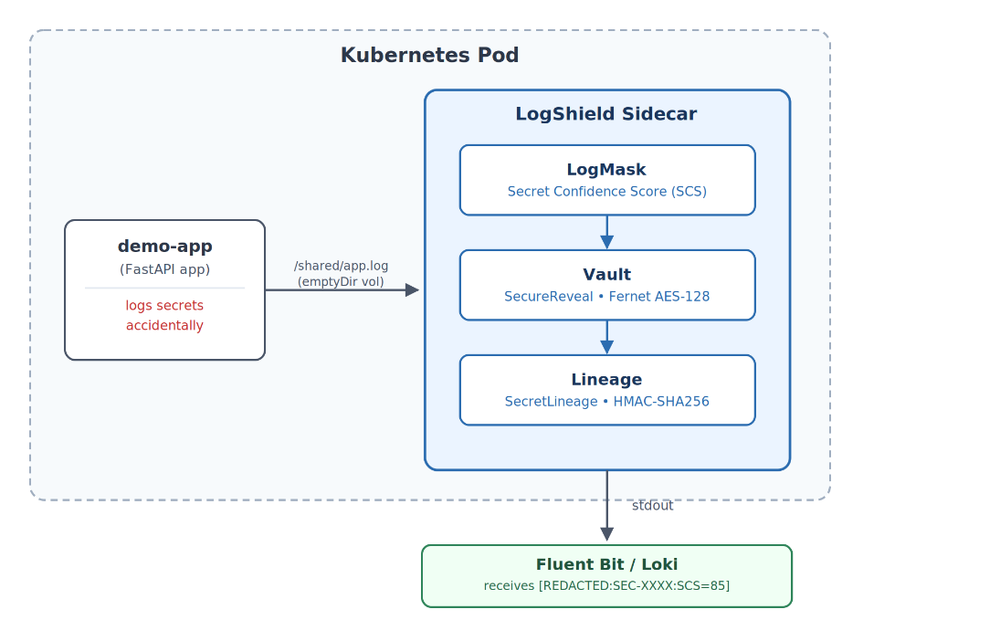 Kubernetes Pod
LogShield Sidecar
LogMask
Secret Confidence Score (SCS)
demo-app
(FastAPI app)
logs secrets
accidentally
/shared/app.log
(emptyDir vol)
Vault
SecureReveal • Fernet AES-128
Lineage
SecretLineage • HMAC-SHA256
stdout
Fluent Bit / Loki
receives [REDACTED:SEC-XXXX:SCS=85]